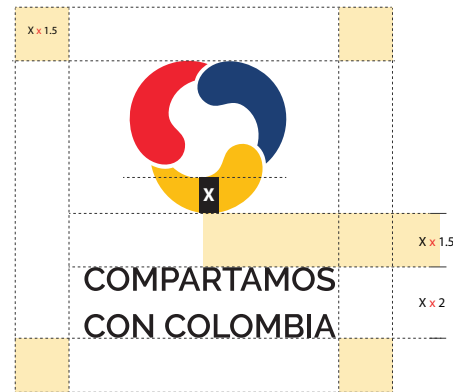 X x 1.5
X
X x 1.5
COMPARTAMOS
X x 2
CON COLOMBIA